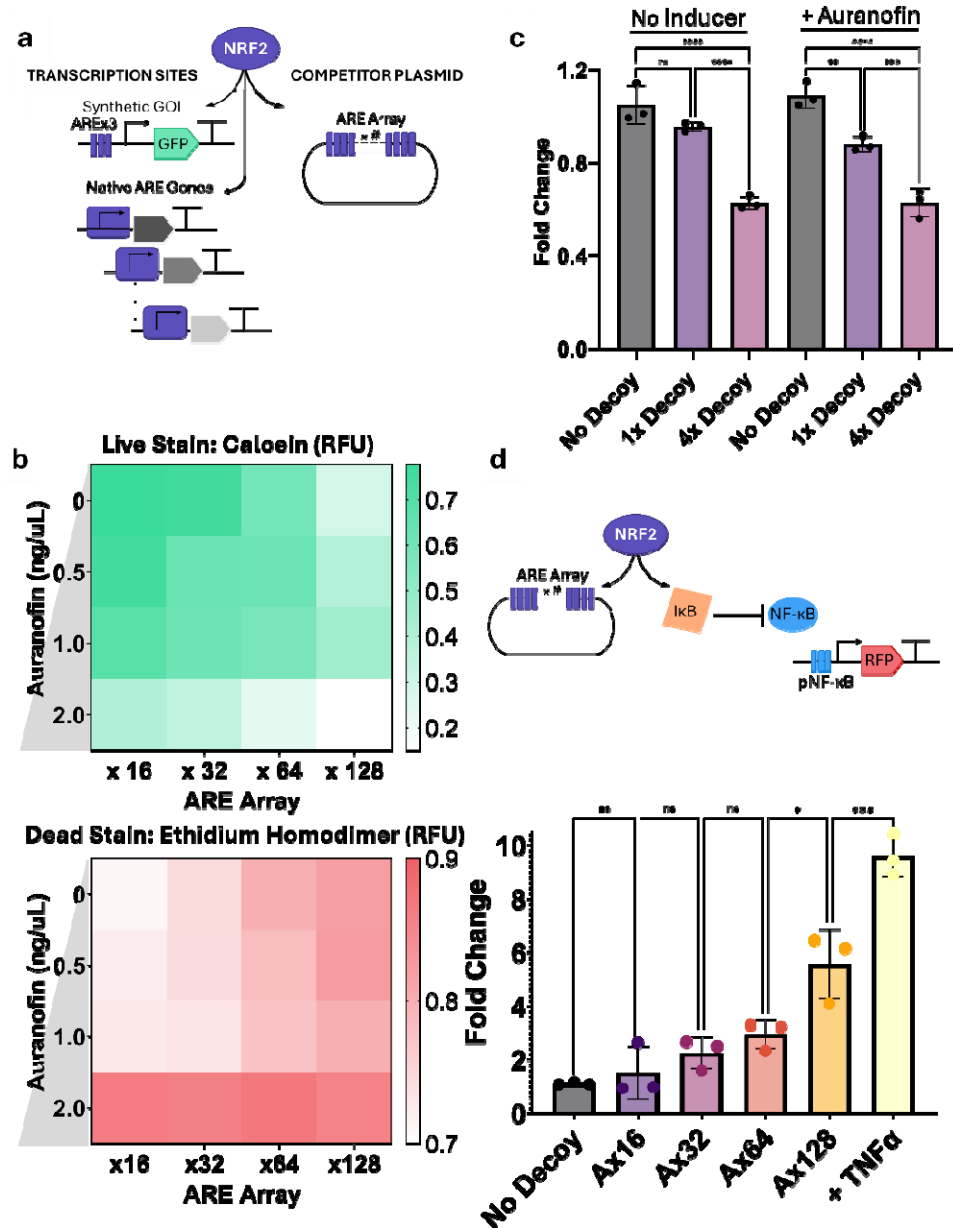 a
NRF2
TRANSCRIPTION SITES
COMPETITOR PLASMID
Synthetic GOI
AREx3
GFP
ARE Array
x #
Native ARE Genes
c
No Inducer
+ Auranofin
Fold Change
1.2
0.8
0.4
0.0
No Decoy
1x Decoy
4x Decoy
No Decoy
1x Decoy
4x Decoy
b
Live Stain: Calcein (RFU)
Auranofin (ng/uL)
0
0.5
1.0
2.0
x 16
x 32
x 64
x 128
ARE Array
0.7
0.6
0.5
0.4
0.3
0.2
Dead Stain: Ethidium Homodimer (RFU)
Auranofin (ng/uL)
0
0.5
1.0
2.0
x16
x32
x64
x128
ARE Array
0.9
0.8
0.7
d
NRF2
ARE Array
x #
IκB
NF-κB
RFP
pNF-κB
Fold Change
10
8
6
4
2
0
No Decoy
Ax16
Ax32
Ax64
Ax128
+ TNFα